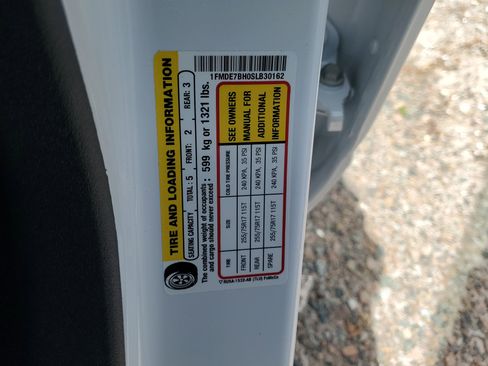 1FMDE7BH0SLB30162
TIRE AND LOADING INFORMATION
SEATING CAPACITY TOTAL: 5 FRONT: 2 REAR: 3
The combined weight of occupants
and cargo should never exceed : 599 kg or 1321 lbs.
TIRE SIZE COLD TIRE PRESSURE
FRONT 255/75R17 115T 240 KPA, 35 PSI
REAR 255/75R17 115T 240 KPA, 35 PSI
SPARE 255/75R17 115T 240 KPA, 35 PSI
SEE OWNERS
MANUAL FOR
ADDITIONAL
INFORMATION